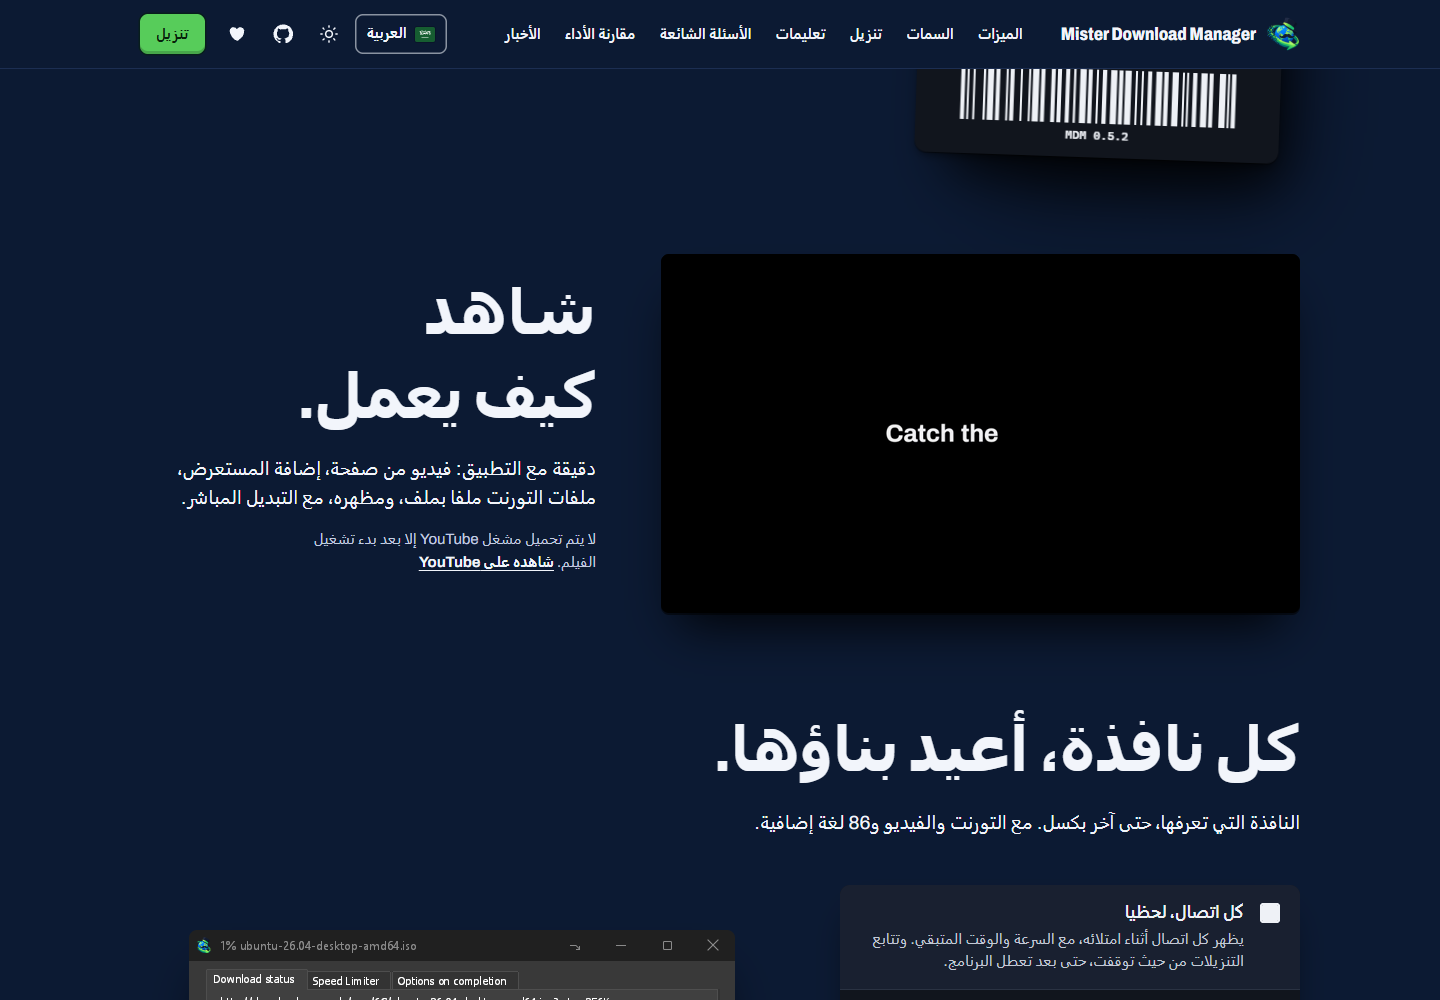 Mister Download Manager
الميزات
السمات
تنزيل
تعليمات
الأسئلة الشائعة
مقارنة الأداء
الأخبار
العربية
تنزيل
MDM 0.5.2
Catch the
شاهد
كيف يعمل.
دقيقة مع التطبيق: فيديو من صفحة، إضافة المستعرض،
ملفات التورنت ملفا بملف، ومظهره، مع التبديل المباشر.
لا يتم تحميل مشغل YouTube إلا بعد بدء تشغيل
الفيلم. شاهده على YouTube
كل نافذة، أعيد بناؤها.
النافذة التي تعرفها، حتى آخر بكسل. مع التورنت والفيديو و86 لغة إضافية.
كل اتصال، لحظيا
يظهر كل اتصال أثناء امتلائه، مع السرعة والوقت المتبقي. وتتابع
التنزيلات من حيث توقفت، حتى بعد تعطل البرنامج.
1% ubuntu-26.04-desktop-amd64.iso
Download status
Speed Limiter
Options on completion